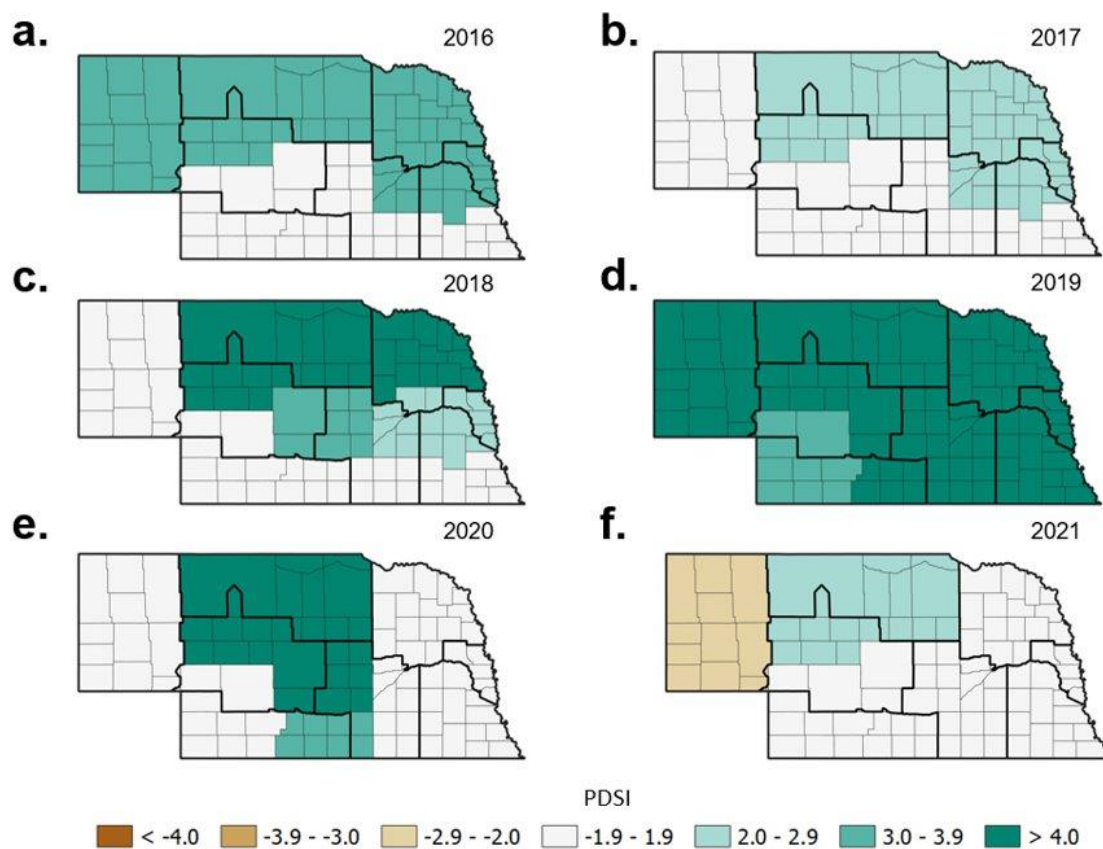 a. 2016 b. 2017
c. 2018 d. 2019
e. 2020 f. 2021
PDSI
< -4.0 -3.9 - -3.0 -2.9 - -2.0 -1.9 - 1.9 2.0 - 2.9 3.0 - 3.9 > 4.0